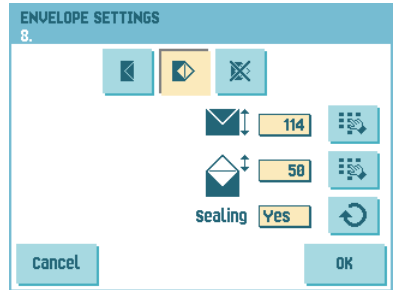 ENVELOPE SETTINGS
8.
114
50
Sealing Yes
Cancel OK